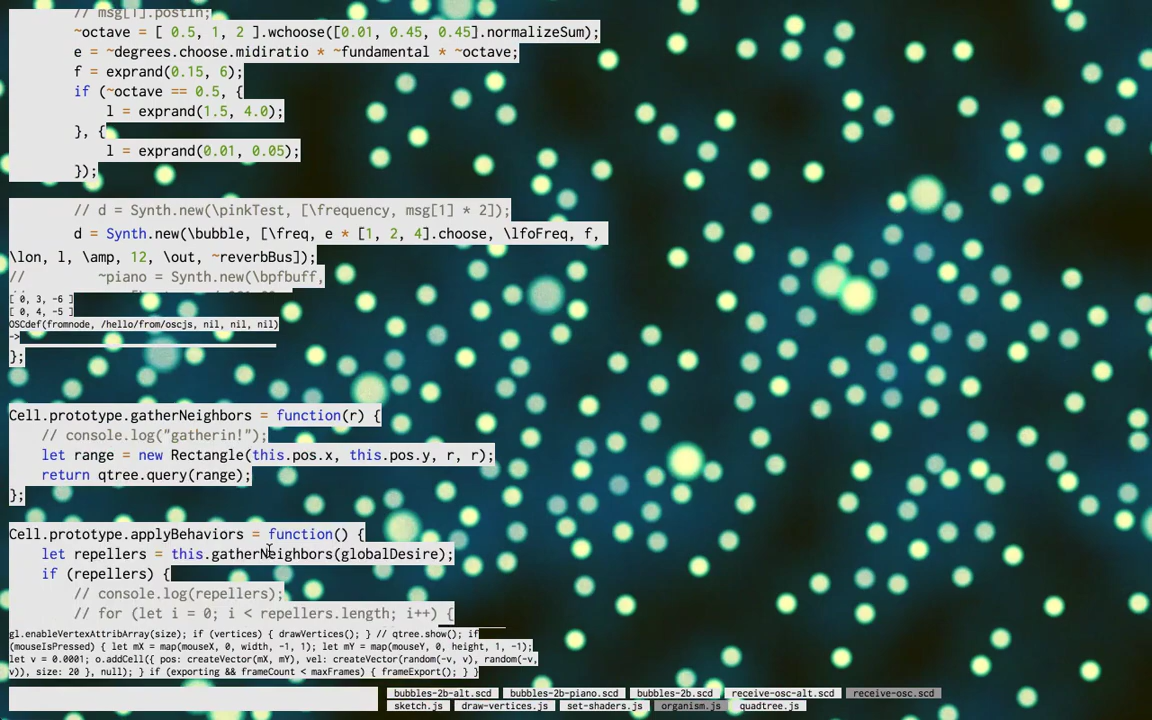 // msg[1].postln;
~octave = [ 0.5, 1, 2 ].wchoose([0.01, 0.45, 0.45].normalizeSum);
e = ~degrees.choose.midiratio * ~fundamental * ~octave;
f = exprand(0.15, 6);
if (~octave == 0.5, {
l = exprand(1.5, 4.0);
}, {
l = exprand(0.01, 0.05);
});
// d = Synth.new(\pinkTest, [\frequency, msg[1] * 2]);
d = Synth.new(\bubble, [\freq, e * [1, 2, 4].choose, \lfoFreq, f,
\lon, l, \amp, 12, \out, ~reverbBus]);
// ~piano = Synth.new(\bpfbuff,
[ 0, 3, -6 ]
[ 0, 4, -5 ]
OSCdef(fromnode, /hello/from/oscjs, nil, nil, nil)
->
};
Cell.prototype.gatherNeighbors = function(r) {
// console.log("gatherin!");
let range = new Rectangle(this.pos.x, this.pos.y, r, r);
return qtree.query(range);
};
Cell.prototype.applyBehaviors = function() {
let repellers = this.gatherNeighbors(globalDesire);
if (repellers) {
// console.log(repellers);
// for (let i = 0; i < repellers.length; i++) {
gl.enableVertexAttribArray(size); if (vertices) { drawVertices(); } // qtree.show(); if
(mouseIsPressed) { let mX = map(mouseX, 0, width, -1, 1); let mY = map(mouseY, 0, height, 1, -1);
let v = 0.0001; o.addCell({ pos: createVector(mX, mY), vel: createVector(random(-v, v), random(-v,
v)), size: 20 }, null); } if (exporting && frameCount < maxFrames) { frameExport(); } }
bubbles-2b-alt.scd bubbles-2b-piano.scd bubbles-2b.scd receive-osc-alt.scd receive-osc.scd
sketch.js draw-vertices.js set-shaders.js organism.js quadtree.js